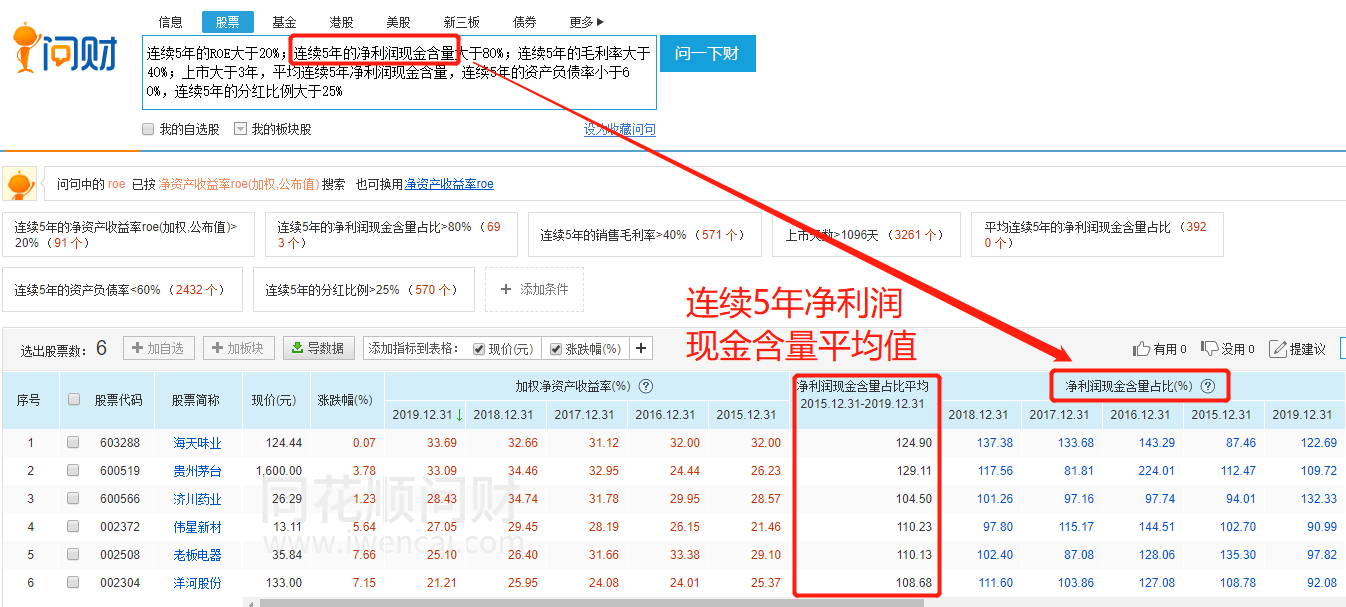 信息 股票 基金 港股 美股 新三板 债券 更多
问财
连续5年的ROE大于20%；连续5年的净利润现金含量大于80%；连续5年的毛利率大于
40%；上市大于3年，平均连续5年净利润现金含量，连续5年的资产负债率小于6
0%，连续5年的分红比例大于25%
问一下财
我的自选股 我的板块股 设为收藏问句
问句中的 roe 已按 净资产收益率roe(加权,公布值) 搜索 也可换用净资产收益率roe
连续5年的净资产收益率roe(加权,公布值)>
20%（91 个）
连续5年的净利润现金含量占比>80%（69
3 个）
连续5年的销售毛利率>40%（571 个）
上市天数>1096天 （3261 个）
平均连续5年的净利润现金含量占比 （392
0 个）
连续5年的资产负债率<60%（2432 个）
连续5年的分红比例>25%（570 个）
+ 添加条件
连续5年净利润
现金含量平均值
选出股票数: 6 + 加自选 + 加板块 导数据 添加指标到表格: 现价(元) 涨跌幅(%) + 有用 0 没用 0 提建议
序号 股票代码 股票简称 现价(元) 涨跌幅(%) 加权净资产收益率(%) ? 净利润现金含量占比平均 净利润现金含量占比(%) ?
2019.12.31↓ 2018.12.31 2017.12.31 2016.12.31 2015.12.31 2015.12.31-2019.12.31 2018.12.31 2017.12.31 2016.12.31 2015.12.31 2019.12.31
1 603288 海天味业 124.44 0.07 33.69 32.66 31.12 32.00 32.00 124.90 137.38 133.68 143.29 87.46 122.69
2 600519 贵州茅台 1,600.00 3.78 33.09 34.46 32.95 24.44 26.23 129.11 117.56 81.81 224.01 112.47 109.72
3 600566 济川药业 26.29 1.23 28.43 34.74 31.78 29.95 28.57 104.50 101.26 97.16 97.74 94.01 132.33
4 002372 伟星新材 13.11 5.64 27.05 29.45 28.19 26.15 21.46 110.23 97.80 115.17 144.51 102.70 90.99
5 002508 老板电器 35.84 7.66 25.10 26.40 31.66 33.38 29.10 110.13 102.40 87.08 128.06 135.30 97.82
6 002304 洋河股份 133.00 7.15 21.21 25.95 24.08 24.01 25.37 108.68 111.60 103.86 127.08 108.78 92.08
同花顺问财
www.iwencai.com